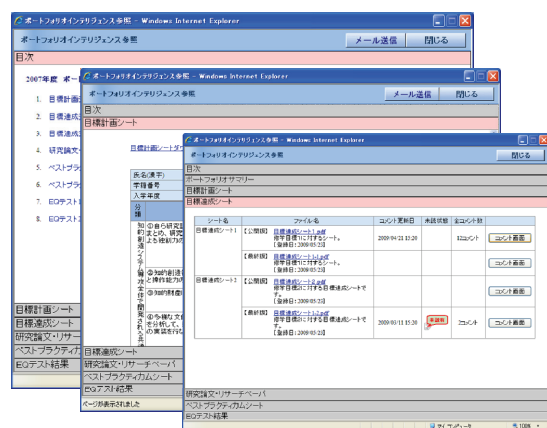 ポートフォリオインテリジェンス参照 - Windows Internet Explorer
ポートフォリオインテリジェンス参照
メール送信
閉じる
目次
2007年度 ポート
1. 目標計画
2. 目標達成
3. 目標達成
4. 研究論文・
5. ベストプラ
6. ベストプラ
7. EQテスト1
8. EQテスト2
目標計画シート
目標達成シート
研究論文・リサー
ベストプラクティカ
EQテスト結果
ポートフォリオインテリジェンス参照 - Windows Internet Explorer
ポートフォリオインテリジェンス参照
メール送信
閉じる
目次
目標計画シート
目標計画シートダ
氏名(漢字)
学籍番号
入学年度
分類
目標達成シート
研究論文・リサーチペーパ
ベストプラクティカムシート
EQテスト結果
ページが表示されました
ポートフォリオインテリジェンス参照 - Windows Internet Explorer
ポートフォリオインテリジェンス参照
閉じる
目次
ポートフォリオサマリー
目標計画シート
目標達成シート
シート名 ファイル名 コメント更新日 未読状態 全コメント数
目標達成シート1 【公開版】 目標達成シート1.pdf
修学目標1に対するシート。
[登録日:2009/05/23]
2009/04/21 15:20 12コメント コメント画面
【最終版】 目標達成シート1-1.pdf
修学目標1に対するシート。
[登録日:2009/05/23]
コメント画面
目標達成シート2 【公開版】 目標達成シート2.pdf
修学目標2に対する目標達成シートです。
[登録日:2009/05/23]
コメント画面
【最終版】 目標達成シート1-2.pdf
修学目標2に対する目標達成シートです。
[登録日:2009/05/23]
2009/03/11 15:30 未読有 2コメント コメント画面
研究論文・リサーチペーパ
ベストプラクティカムシート
EQテスト結果
マイ コンピュータ
100%